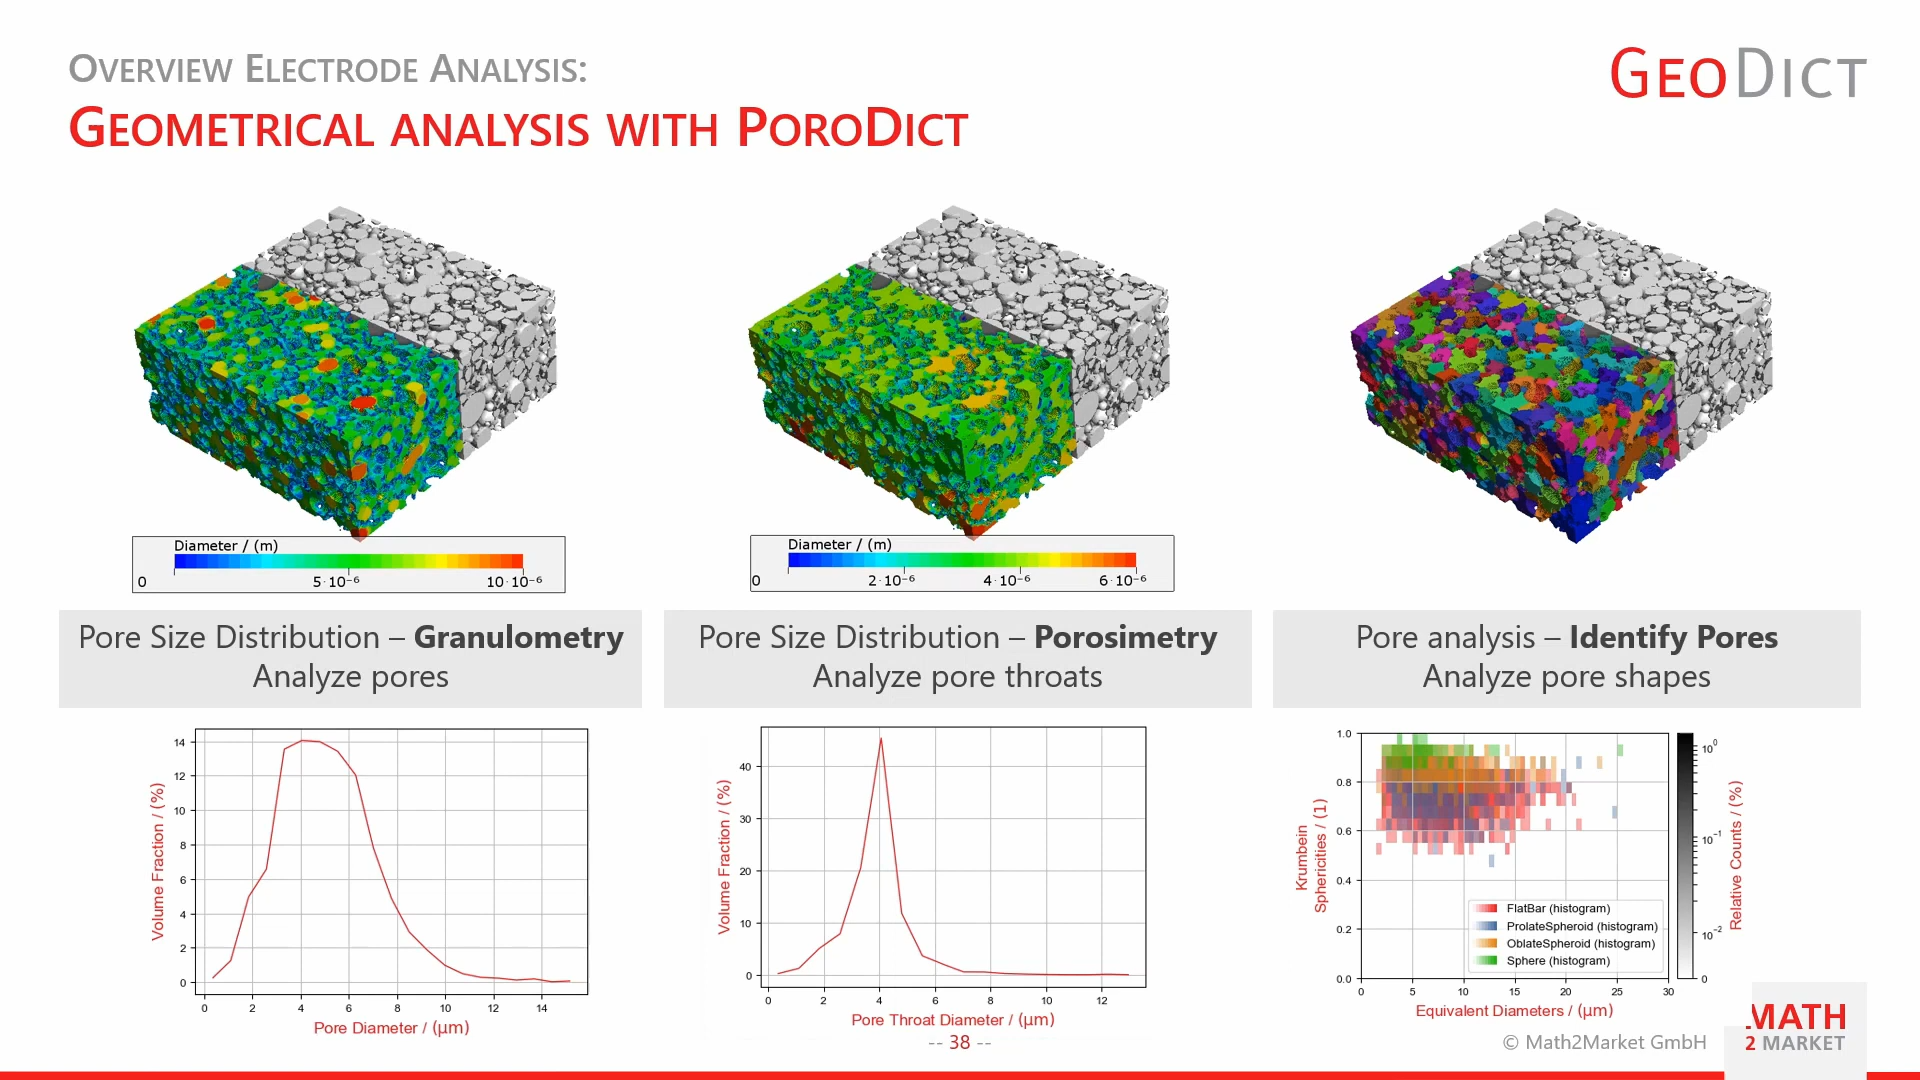 OVERVIEW ELECTRODE ANALYSIS:
GEOMETRICAL ANALYSIS WITH PORODICT
GEODICT
Diameter / (m)
0 5·10⁻⁶ 10·10⁻⁶
Diameter / (m)
0 2·10⁻⁶ 4·10⁻⁶ 6·10⁻⁶
Pore Size Distribution – Granulometry
Analyze pores
Pore Size Distribution – Porosimetry
Analyze pore throats
Pore analysis – Identify Pores
Analyze pore shapes
Volume Fraction / (%)
14
12
10
8
6
4
2
0
0 2 4 6 8 10 12 14
Pore Diameter / (µm)
Volume Fraction / (%)
40
30
20
10
0
0 2 4 6 8 10 12
Pore Throat Diameter / (µm)
Krumbein
Sphericities / (1)
1.0
0.8
0.6
0.4
0.2
0.0
FlatBar (histogram)
ProlateSpheroid (histogram)
OblateSpheroid (histogram)
Sphere (histogram)
0 5 10 15 20 25 30
Equivalent Diameters / (µm)
10⁰
10⁻¹
10⁻²
0
Relative Counts / (%)
-- 38 --
© Math2Market GmbH
MATH
2 MARKET